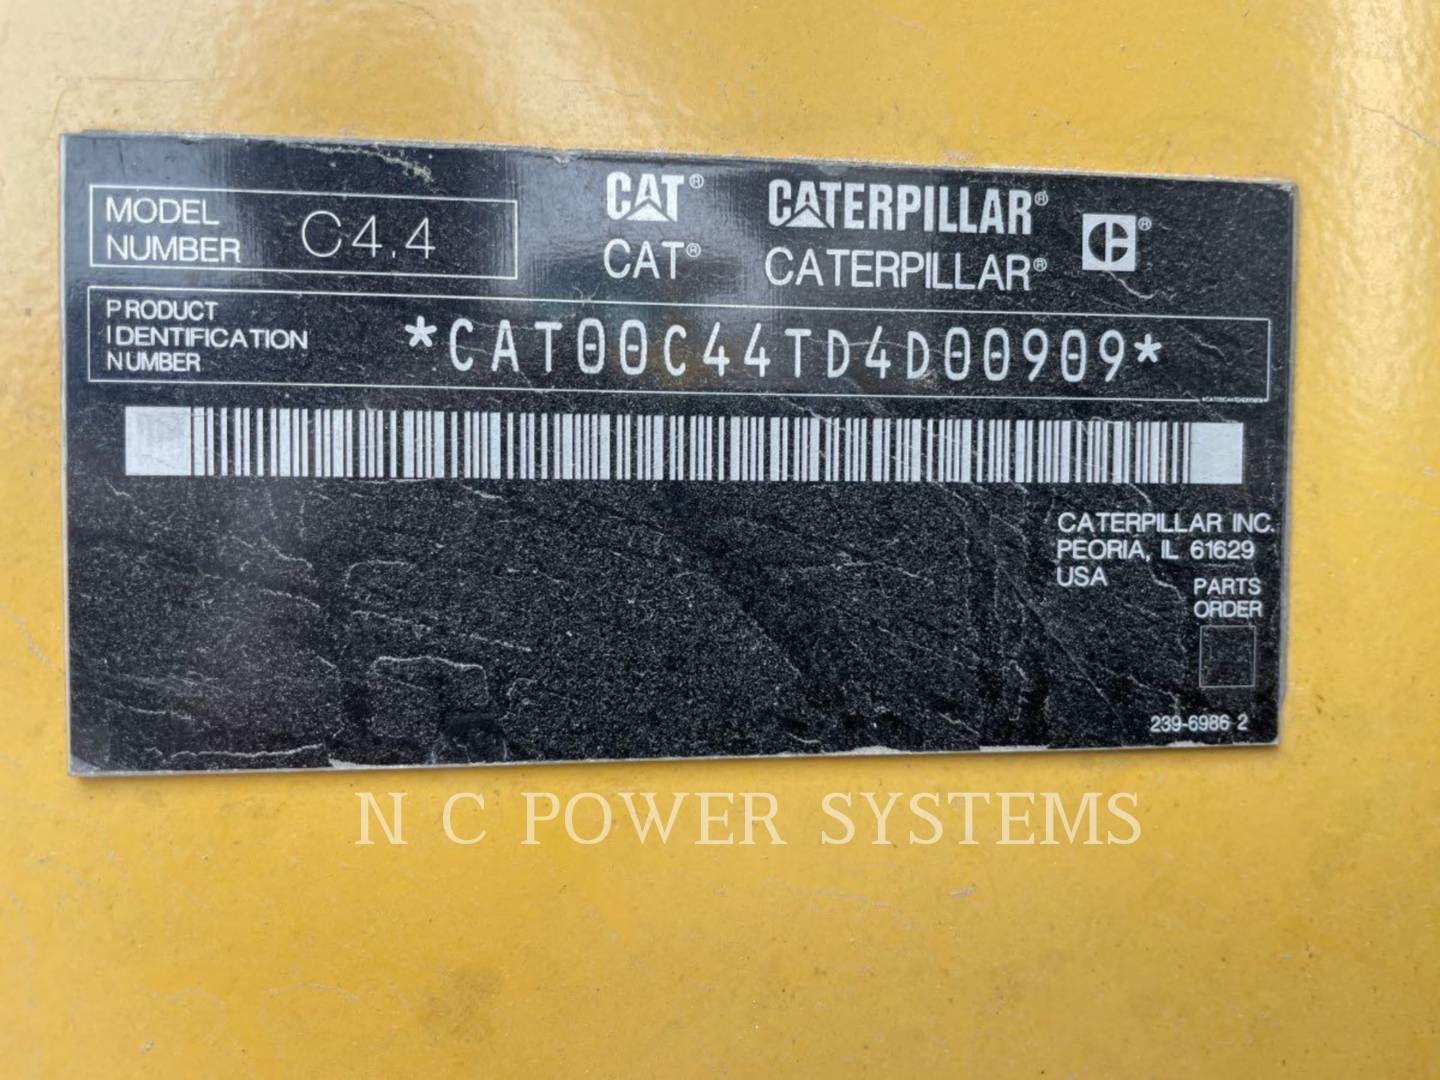 MODEL
NUMBER
C4.4
CAT® CATERPILLAR®
CAT® CATERPILLAR®
PRODUCT
IDENTIFICATION
NUMBER
*CAT00C44TD4D00909*
CATERPILLAR INC.
PEORIA, IL 61629
USA
PARTS
ORDER
239-6986 2
N C POWER SYSTEMS